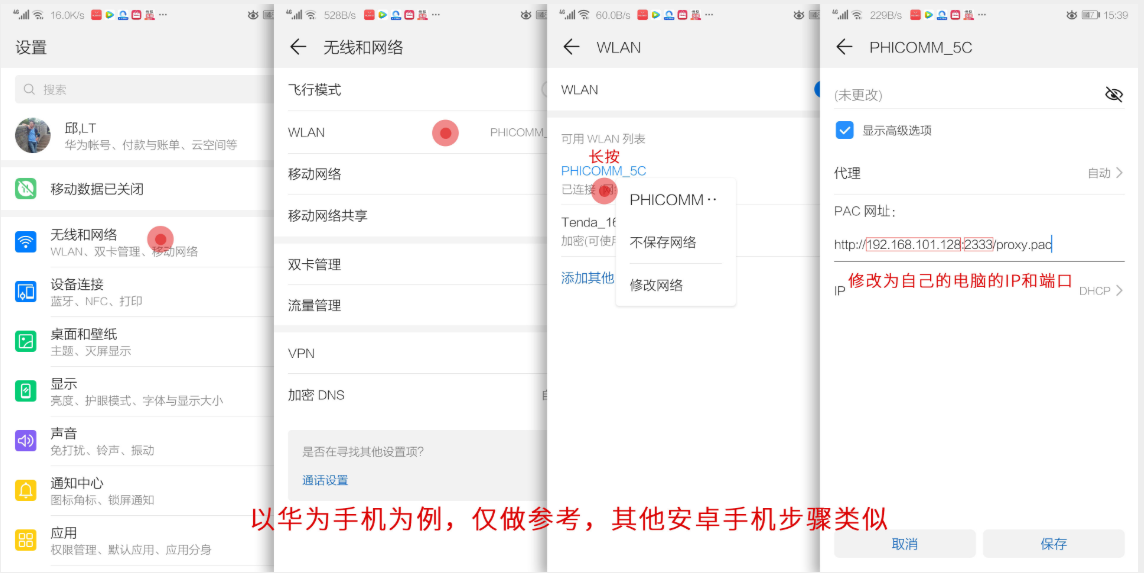 16.0K/s
设置
搜索
邱,LT
华为帐号、付款与账单、云空间等
移动数据已关闭
无线和网络
WLAN、双卡管理、移动网络
设备连接
蓝牙、NFC、打印
桌面和壁纸
主题、灭屏显示
显示
亮度、护眼模式、字体与显示大小
声音
免打扰、铃声、振动
通知中心
图标角标、锁屏通知
应用
权限管理、默认应用、应用分身
528B/s
无线和网络
飞行模式
WLAN PHICOMM_
移动网络
移动网络共享
双卡管理
流量管理
VPN
加密 DNS
是否在寻找其他设置项?
通话设置
60.0B/s
WLAN
WLAN
可用 WLAN 列表
长按
PHICOMM_5C
已连接
PHICOMM··
Tenda_16
加密(可使用
不保存网络
添加其他
修改网络
229B/s 15:39
PHICOMM_5C
(未更改)
显示高级选项
代理 自动
PAC 网址:
http://192.168.101.128:2333/proxy.pac
修改为自己的电脑的IP和端口
IP DHCP
取消 保存
以华为手机为例，仅做参考，其他安卓手机步骤类似